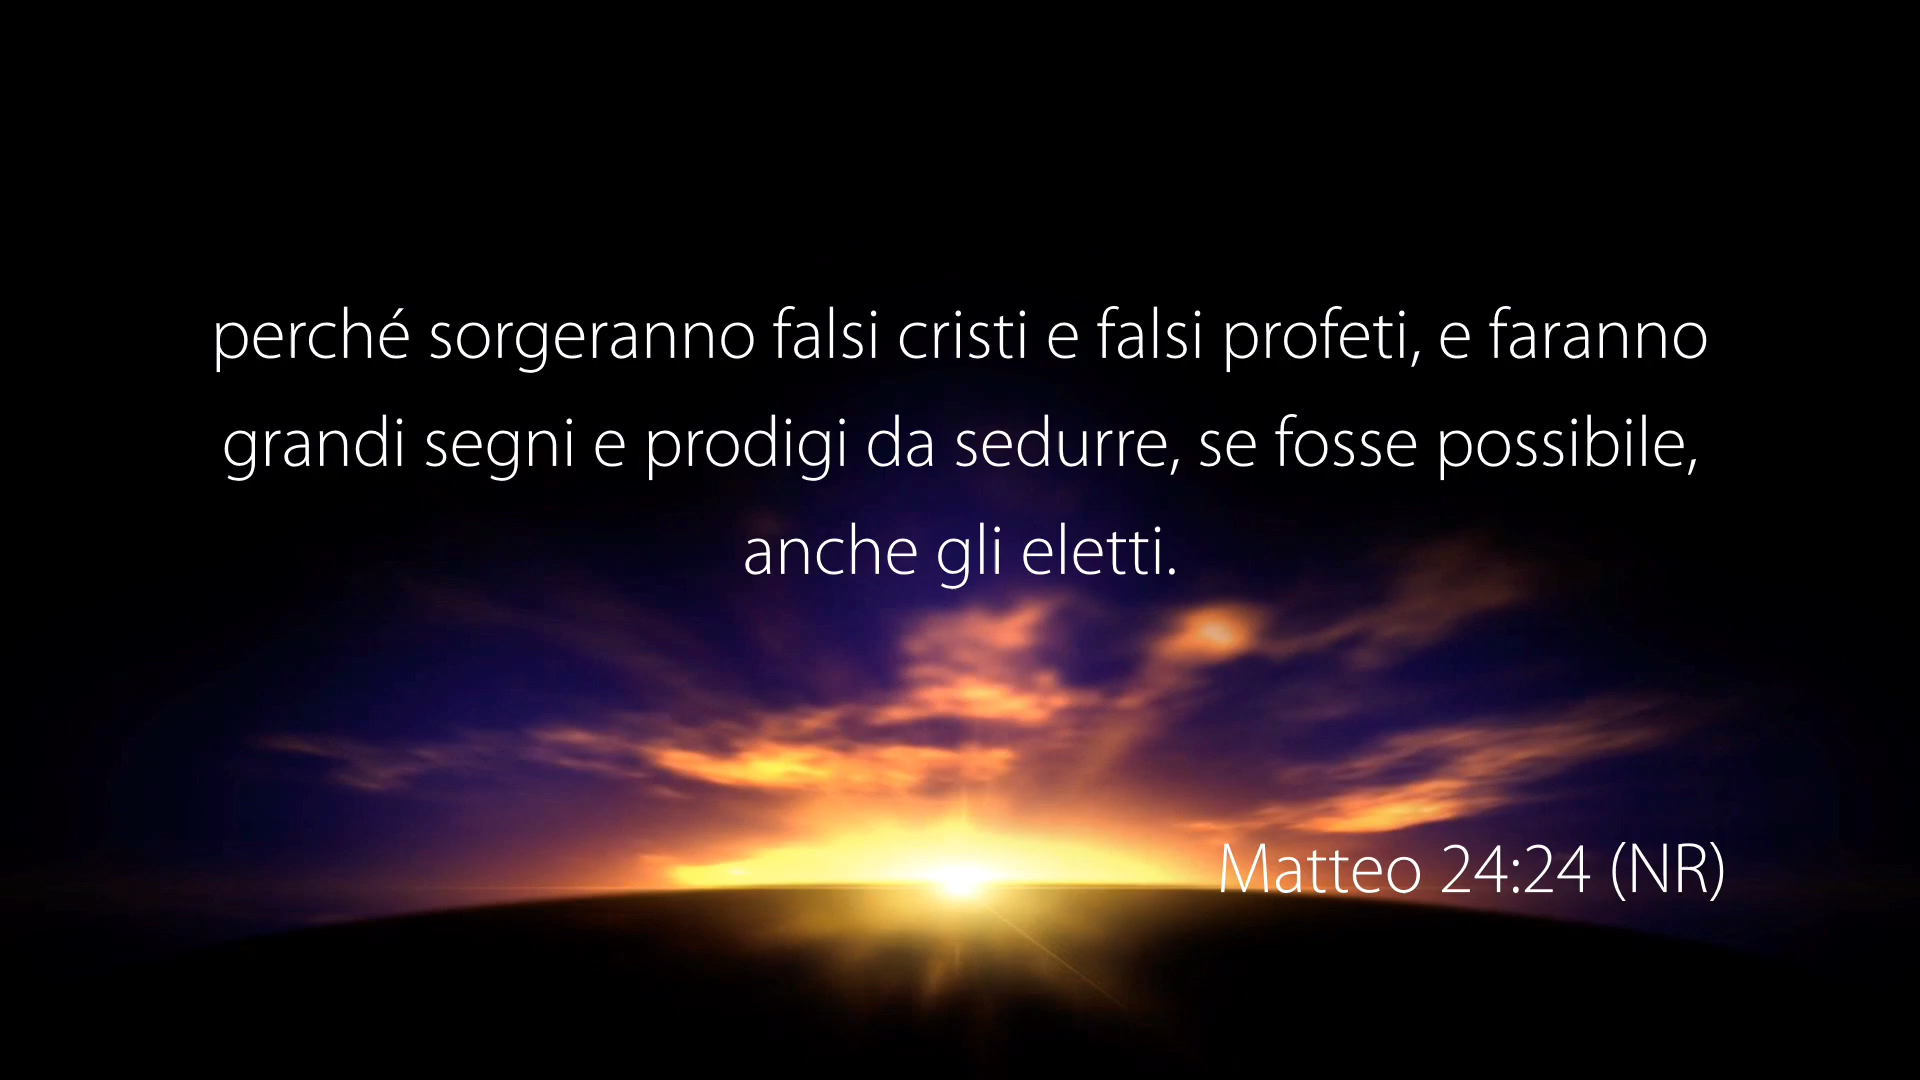 perché sorgeranno falsi cristi e falsi profeti, e faranno
grandi segni e prodigi da sedurre, se fosse possibile,
anche gli eletti.
Matteo 24:24 (NR)